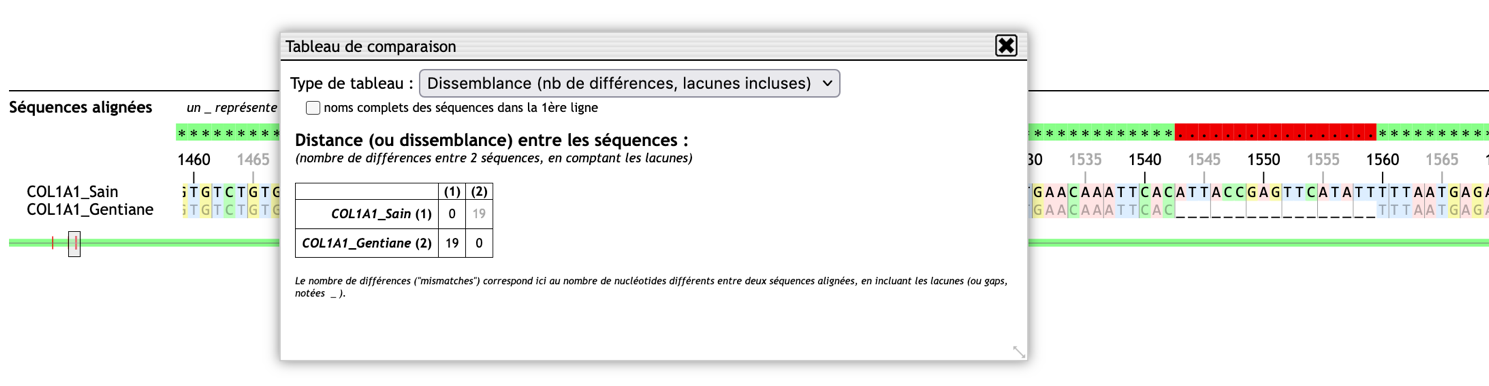 Tableau de comparaison
Type de tableau : Dissemblance (nb de différences, lacunes incluses)
noms complets des séquences dans la 1ère ligne
Distance (ou dissemblance) entre les séquences :
(nombre de différences entre 2 séquences, en comptant les lacunes)
(1) (2)
COL1A1_Sain (1) 0 19
COL1A1_Gentiane (2) 19 0
Le nombre de différences ("mismatches") correspond ici au nombre de nucléotides différents entre deux séquences alignées, en incluant les lacunes (ou gaps,
notées _ ).
Séquences alignées un _ représente
* * * * * * * * * * * * * * * * * * * * * . . . . . . . . . . . . . . . . . * * * * * * * * *
1460 1465 30 1535 1540 1545 1550 1555 1560 1565
COL1A1_Sain GTGTCTGTG GAACAAATTCACATTACCGAGTTCATATTTTTAATGAGA
COL1A1_Gentiane GTGTCTGTG GAACAAATTCAC_________________TTTAATGAGA